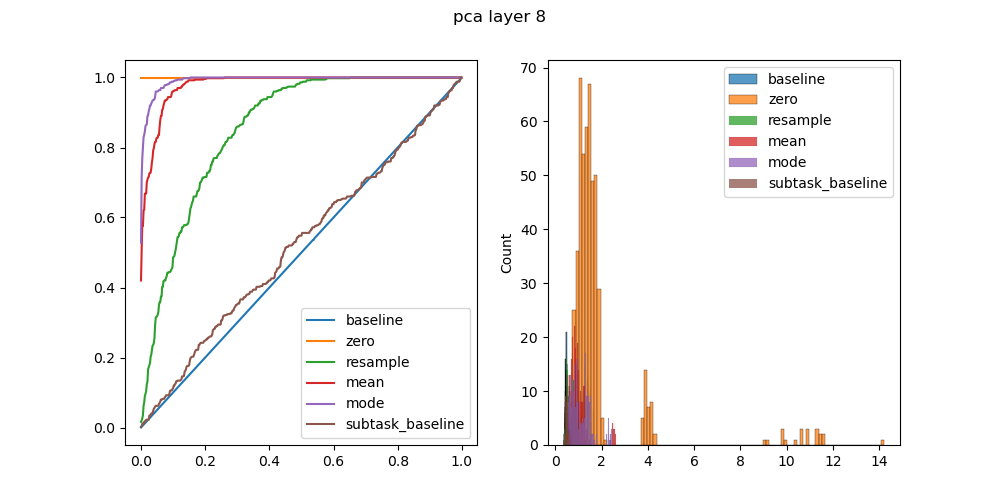 pca layer 8
1.0
0.8
0.6
0.4
0.2
0.0
0.0
0.2
0.4
0.6
0.8
1.0
baseline
zero
resample
mean
mode
subtask_baseline
Count
70
60
50
40
30
20
10
0
0
2
4
6
8
10
12
14
baseline
zero
resample
mean
mode
subtask_baseline